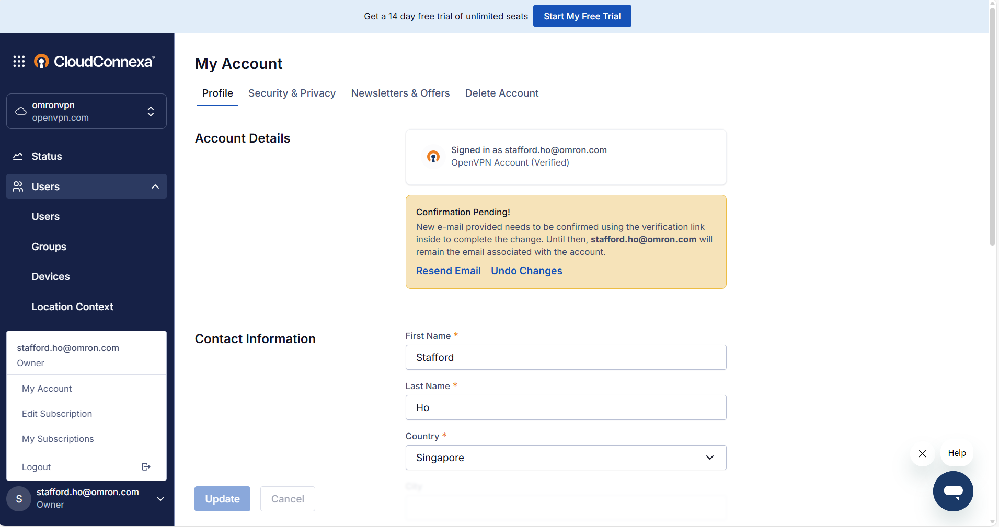 Get a 14 day free trial of unlimited seats
Start My Free Trial
CloudConnexa®
omronvpn
openvpn.com
Status
Users
Users
Groups
Devices
Location Context
stafford.ho@omron.com
Owner
My Account
Edit Subscription
My Subscriptions
Logout
S
stafford.ho@omron.com
Owner
My Account
Profile
Security & Privacy
Newsletters & Offers
Delete Account
Account Details
Signed in as stafford.ho@omron.com
OpenVPN Account (Verified)
Confirmation Pending!
New e-mail provided needs to be confirmed using the verification link
inside to complete the change. Until then, stafford.ho@omron.com will
remain the email associated with the account.
Resend Email
Undo Changes
Contact Information
First Name *
Stafford
Last Name *
Ho
Country *
Singapore
City
Update
Cancel
Help